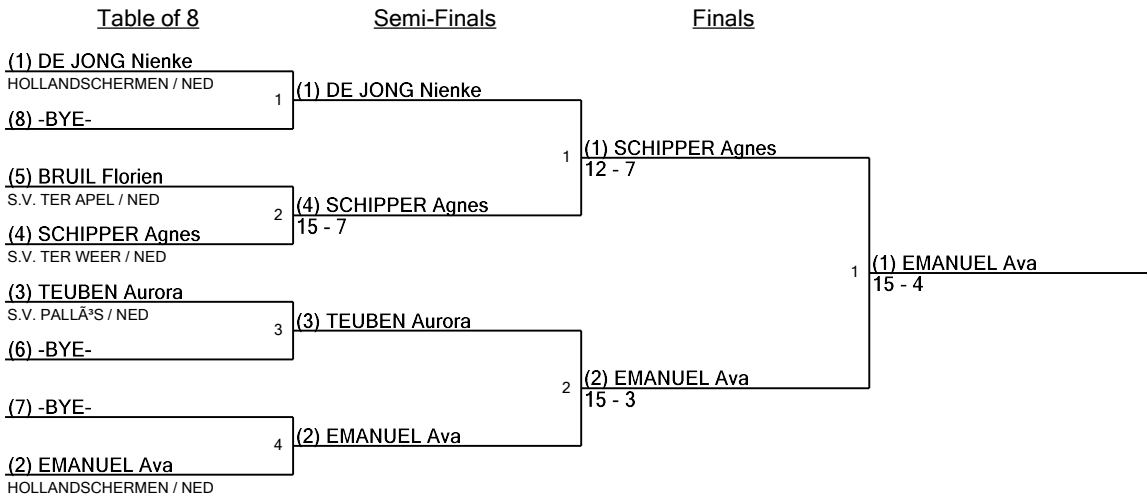 Table of 8
Semi-Finals
Finals
(1) DE JONG Nienke
HOLLANDSCHERMEN / NED
1
(1) DE JONG Nienke
(8) -BYE-
1
(1) SCHIPPER Agnes
12 - 7
(5) BRUIL Florien
S.V. TER APEL / NED
2
(4) SCHIPPER Agnes
15 - 7
(4) SCHIPPER Agnes
S.V. TER WEER / NED
1
(1) EMANUEL Ava
15 - 4
(3) TEUBEN Aurora
S.V. PALLÃ³S / NED
3
(3) TEUBEN Aurora
(6) -BYE-
2
(2) EMANUEL Ava
15 - 3
(7) -BYE-
4
(2) EMANUEL Ava
(2) EMANUEL Ava
HOLLANDSCHERMEN / NED